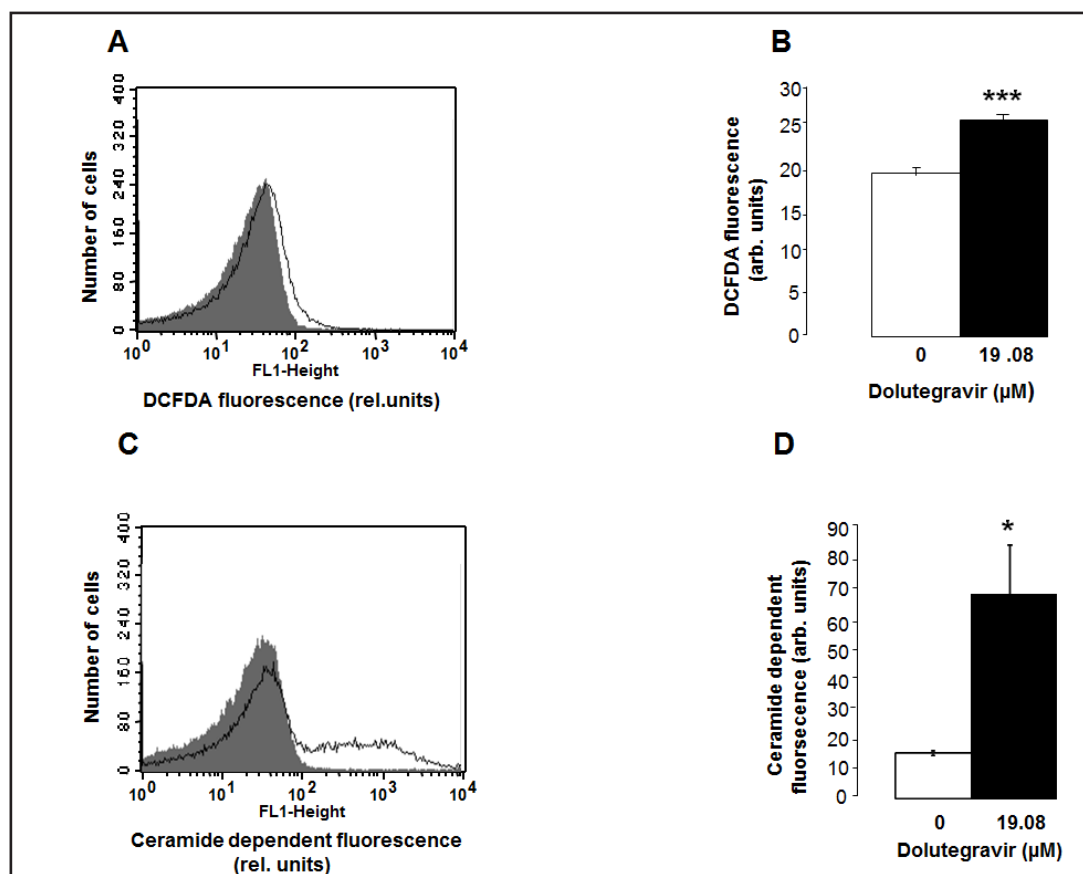 A
Number of cells
400
320
240
160
80
0
10^0 10^1 10^2 10^3 10^4
FL1-Height
DCFDA fluorescence (rel.units)
B
DCFDA fluorescence
(arb. units)
30
25
20
15
10
5
0
***
0 19 .08
Dolutegravir (µM)
C
Number of cells
400
320
240
160
80
0
10^0 10^1 10^2 10^3 10^4
FL1-Height
Ceramide dependent fluorescence
(rel. units)
D
Ceramide dependent
fluorsecence (arb. units)
90
80
70
60
50
40
30
20
10
0
*
0 19.08
Dolutegravir (µM)